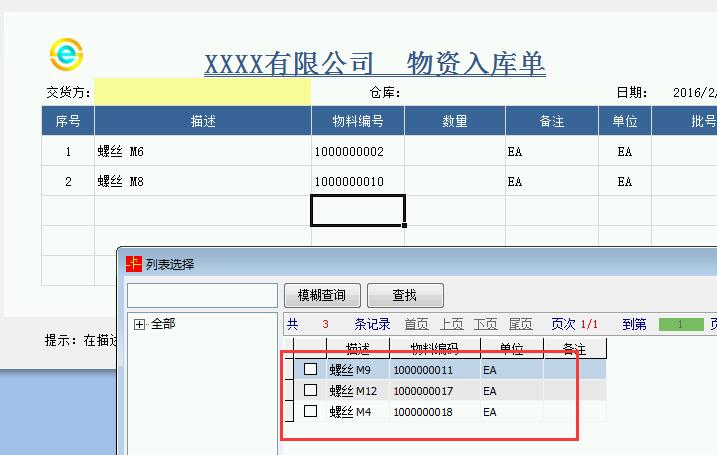 XXXX有限公司 物资入库单
交货方： 仓库： 日期： 2016/2/
序号 描述 物料编号 数量 备注 单位 批号
1 螺丝 M6 1000000002 EA EA
2 螺丝 M8 1000000010 EA EA
列表选择
模糊查询 查找
全部
共 3 条记录 首页 上页 下页 尾页 页次 1/1 到第 1 页
描述 物料编码 单位 备注
螺丝 M9 1000000011 EA
螺丝 M12 1000000017 EA
螺丝 M4 1000000018 EA
提示：在描述